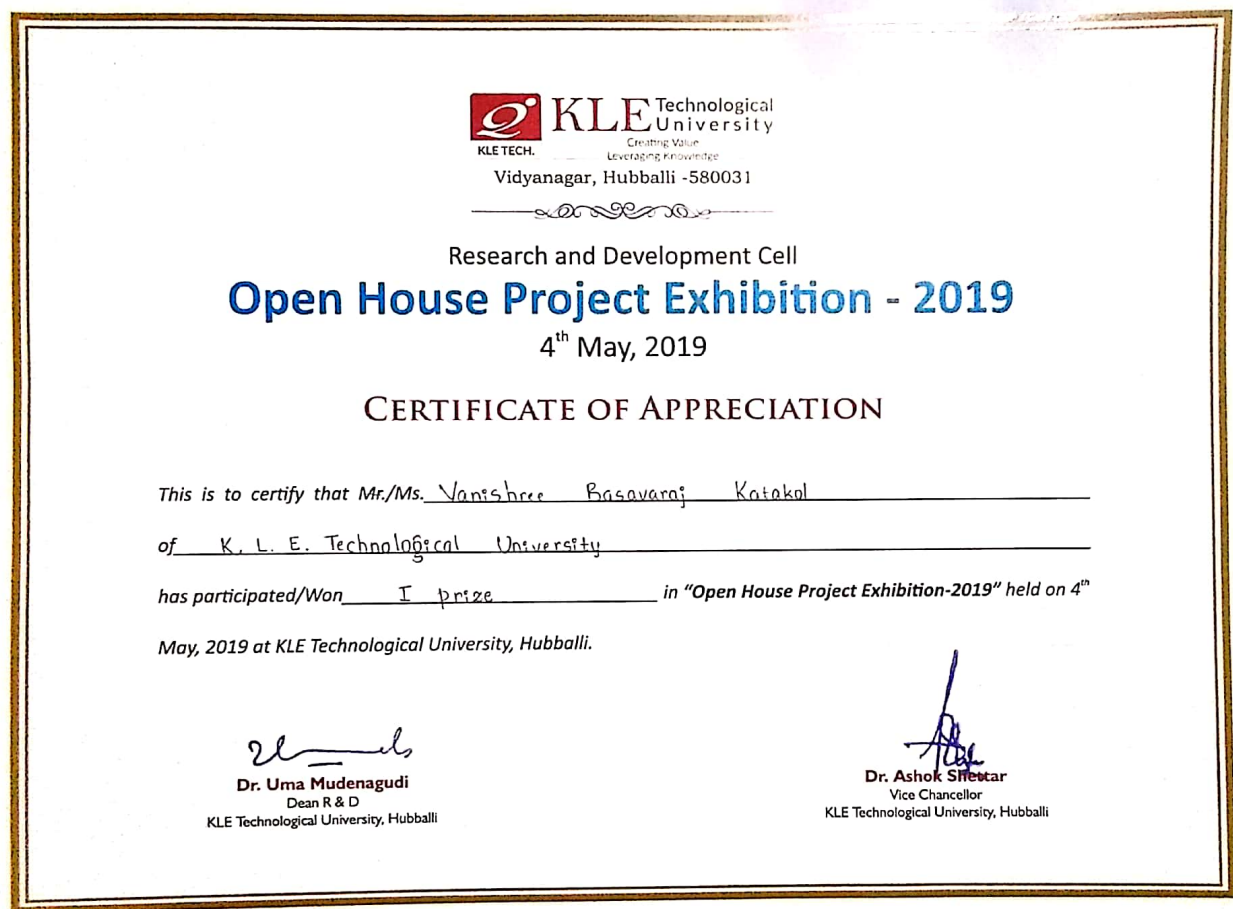 KLE Technological
University
KLE TECH.
Creating Value
Leveraging Knowledge
Vidyanagar, Hubballi -580031
Research and Development Cell
Open House Project Exhibition - 2019
4th May, 2019
CERTIFICATE OF APPRECIATION
This is to certify that Mr./Ms. Vanishree Basavaraj Katakol
of K. L. E. Technological University
has participated/Won I prize in "Open House Project Exhibition-2019" held on 4th
May, 2019 at KLE Technological University, Hubballi.
Dr. Uma Mudenagudi
Dean R & D
KLE Technological University, Hubballi
Dr. Ashok Shettar
Vice Chancellor
KLE Technological University, Hubballi